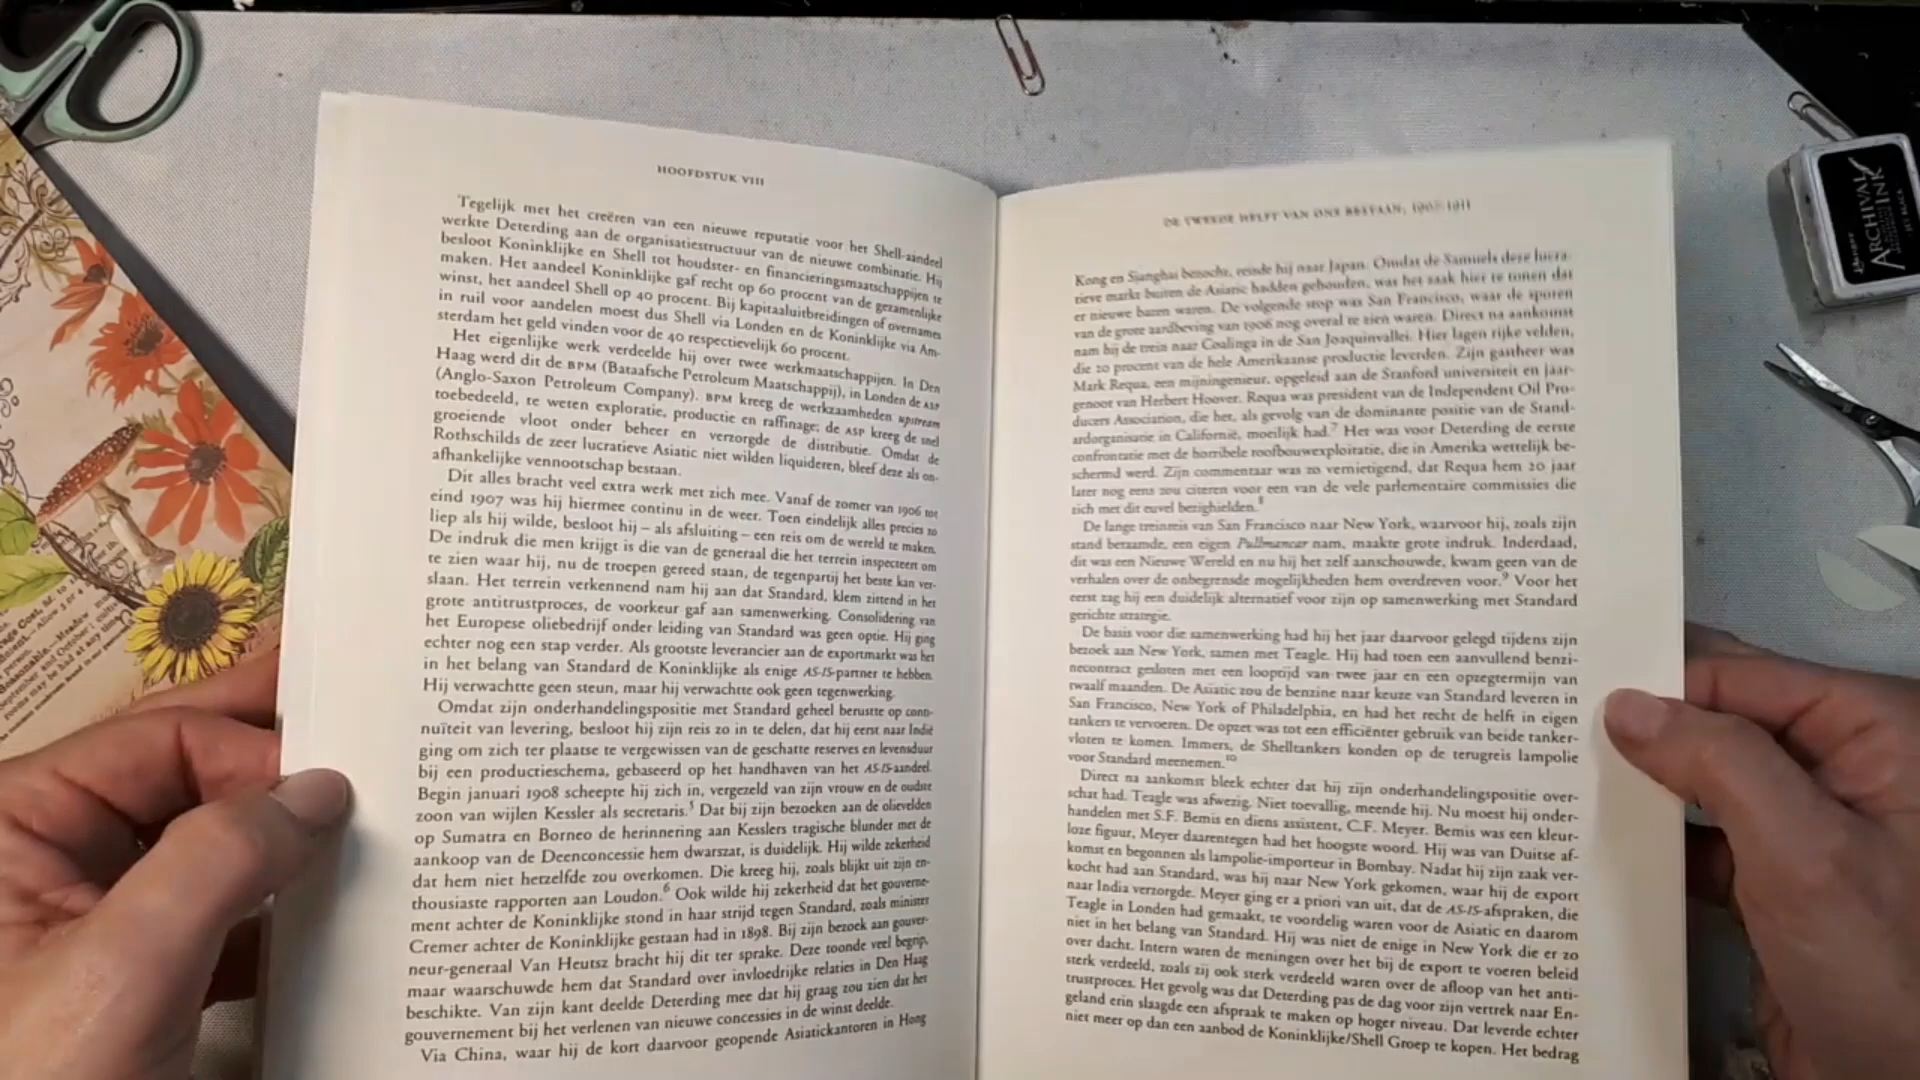 HOOFDSTUK VIII
Tegelijk met het creëren van een nieuwe reputatie voor het Shell-aandeel
werkte Deterding aan de organisatiestructuur van de nieuwe combinatie. Hij
besloot Koninklijke en Shell tot houdster- en financieringsmaatschappijen te
maken. Het aandeel Koninklijke gaf recht op 60 procent van de gezamenlijke
winst, het aandeel Shell op 40 procent. Bij kapitaaluitbreidingen of overnames
in ruil voor aandelen moest dus Shell via Londen en de Koninklijke via Am-
sterdam het geld vinden voor de 40 respectievelijk 60 procent.
Het eigenlijke werk verdeelde hij over twee werkmaatschappijen. In Den
Haag werd dit de BPM (Bataafsche Petroleum Maatschappij), in Londen de ASP
(Anglo-Saxon Petroleum Company). BPM kreeg de werkzaamheden upstream
toebedeeld, te weten exploratie, productie en raffinage; de ASP kreeg de snel
groeiende vloot onder beheer en verzorgde de distributie. Omdat de
Rothschilds de zeer lucratieve Asiatic niet wilden liquideren, bleef deze als on-
afhankelijke vennootschap bestaan.
Dit alles bracht veel extra werk met zich mee. Vanaf de zomer van 1906 tot
eind 1907 was hij hiermee continu in de weer. Toen eindelijk alles precies zo
liep als hij wilde, besloot hij – als afsluiting – een reis om de wereld te maken.
De indruk die men krijgt is die van de generaal die het terrein inspecteert om
te zien waar hij, nu de troepen gereed staan, de tegenpartij het beste kan ver-
slaan. Het terrein verkennend nam hij aan dat Standard, klem zittend in het
grote antitrustproces, de voorkeur gaf aan samenwerking. Consolidering van
het Europese oliebedrijf onder leiding van Standard was geen optie. Hij ging
echter nog een stap verder. Als grootste leverancier aan de exportmarkt was het
in het belang van Standard de Koninklijke als enige AS-IS-partner te hebben.
Hij verwachtte geen steun, maar hij verwachtte ook geen tegenwerking.
Omdat zijn onderhandelingspositie met Standard geheel berustte op conti-
nuïteit van levering, besloot hij zijn reis zo in te delen, dat hij eerst naar Indië
ging om zich ter plaatse te vergewissen van de geschatte reserves en levensduur
bij een productieschema, gebaseerd op het handhaven van het AS-IS-aandeel.
Begin januari 1908 scheepte hij zich in, vergezeld van zijn vrouw en de oudste
zoon van wijlen Kessler als secretaris.5 Dat bij zijn bezoeken aan de olievelden
op Sumatra en Borneo de herinnering aan Kesslers tragische blunder met de
aankoop van de Deenconcessie hem dwarszat, is duidelijk. Hij wilde zekerheid
dat hem niet hetzelfde zou overkomen. Die kreeg hij, zoals blijkt uit zijn en-
thousiaste rapporten aan Loudon.6 Ook wilde hij zekerheid dat het gouverne-
ment achter de Koninklijke stond in haar strijd tegen Standard, zoals minister
Cremer achter de Koninklijke gestaan had in 1898. Bij zijn bezoek aan gouver-
neur-generaal Van Heutsz bracht hij dit ter sprake. Deze toonde veel begrip,
maar waarschuwde hem dat Standard over invloedrijke relaties in Den Haag
beschikte. Van zijn kant deelde Deterding mee dat hij graag zou zien dat het
gouvernement bij het verlenen van nieuwe concessies in de winst deelde.
Via China, waar hij de kort daarvoor geopende Asiatickantoren in Hong
DE TWEEDE HELFT VAN ONS BESTAAN, 1907-1911
Kong en Sjanghai bezocht, reisde hij naar Japan. Omdat de Samuels deze lucra-
tieve markt buiten de Asiatic hadden gehouden, was het zaak hier te tonen dat
er nieuwe bazen waren. De volgende stop was San Francisco, waar de sporen
van de grote aardbeving van 1906 nog overal te zien waren. Direct na aankomst
nam hij de trein naar Coalinga in de San Joaquinvallei. Hier lagen rijke velden,
die 20 procent van de hele Amerikaanse productie leverden. Zijn gastheer was
Mark Requa, een mijningenieur, opgeleid aan de Stanford universiteit en jaar-
genoot van Herbert Hoover. Requa was president van de Independent Oil Pro-
ducers Association, die het, als gevolg van de dominante positie van de Stand-
ardorganisatie in Californië, moeilijk had.7 Het was voor Deterding de eerste
confrontatie met de horribele roofbouwexploitatie, die in Amerika wettelijk be-
schermd werd. Zijn commentaar was zo vernietigend, dat Requa hem 20 jaar
later nog eens zou citeren voor een van de vele parlementaire commissies die
zich met dit euvel bezighielden.8
De lange treinreis van San Francisco naar New York, waarvoor hij, zoals zijn
stand betaamde, een eigen Pullmancar nam, maakte grote indruk. Inderdaad,
dit was een Nieuwe Wereld en nu hij het zelf aanschouwde, kwam geen van de
verhalen over de onbegrensde mogelijkheden hem overdreven voor.9 Voor het
eerst zag hij een duidelijk alternatief voor zijn op samenwerking met Standard
gerichte strategie.
De basis voor die samenwerking had hij het jaar daarvoor gelegd tijdens zijn
bezoek aan New York, samen met Teagle. Hij had toen een aanvullend benzi-
necontract gesloten met een looptijd van twee jaar en een opzegtermijn van
twaalf maanden. De Asiatic zou de benzine naar keuze van Standard leveren in
San Francisco, New York of Philadelphia, en had het recht de helft in eigen
tankers te vervoeren. De opzet was tot een efficiënter gebruik van beide tanker-
vloten te komen. Immers, de Shelltankers konden op de terugreis lampolie
voor Standard meenemen.10
Direct na aankomst bleek echter dat hij zijn onderhandelingspositie over-
schat had. Teagle was afwezig. Niet toevallig, meende hij. Nu moest hij onder-
handelen met S.F. Bemis en diens assistent, C.F. Meyer. Bemis was een kleur-
loze figuur, Meyer daarentegen had het hoogste woord. Hij was van Duitse af-
komst en begonnen als lampolie-importeur in Bombay. Nadat hij zijn zaak ver-
kocht had aan Standard, was hij naar New York gekomen, waar hij de export
naar India verzorgde. Meyer ging er a priori van uit, dat de AS-IS-afspraken, die
Teagle in Londen had gemaakt, te voordelig waren voor de Asiatic en daarom
niet in het belang van Standard. Hij was niet de enige in New York die er zo
over dacht. Intern waren de meningen over het bij de export te voeren beleid
sterk verdeeld, zoals zij ook sterk verdeeld waren over de afloop van het anti-
trustproces. Het gevolg was dat Deterding pas de dag voor zijn vertrek naar En-
geland erin slaagde een afspraak te maken op hoger niveau. Dat leverde echter
niet meer op dan een aanbod de Koninklijke/Shell Groep te kopen. Het bedrag
ARCHIVAL
INK